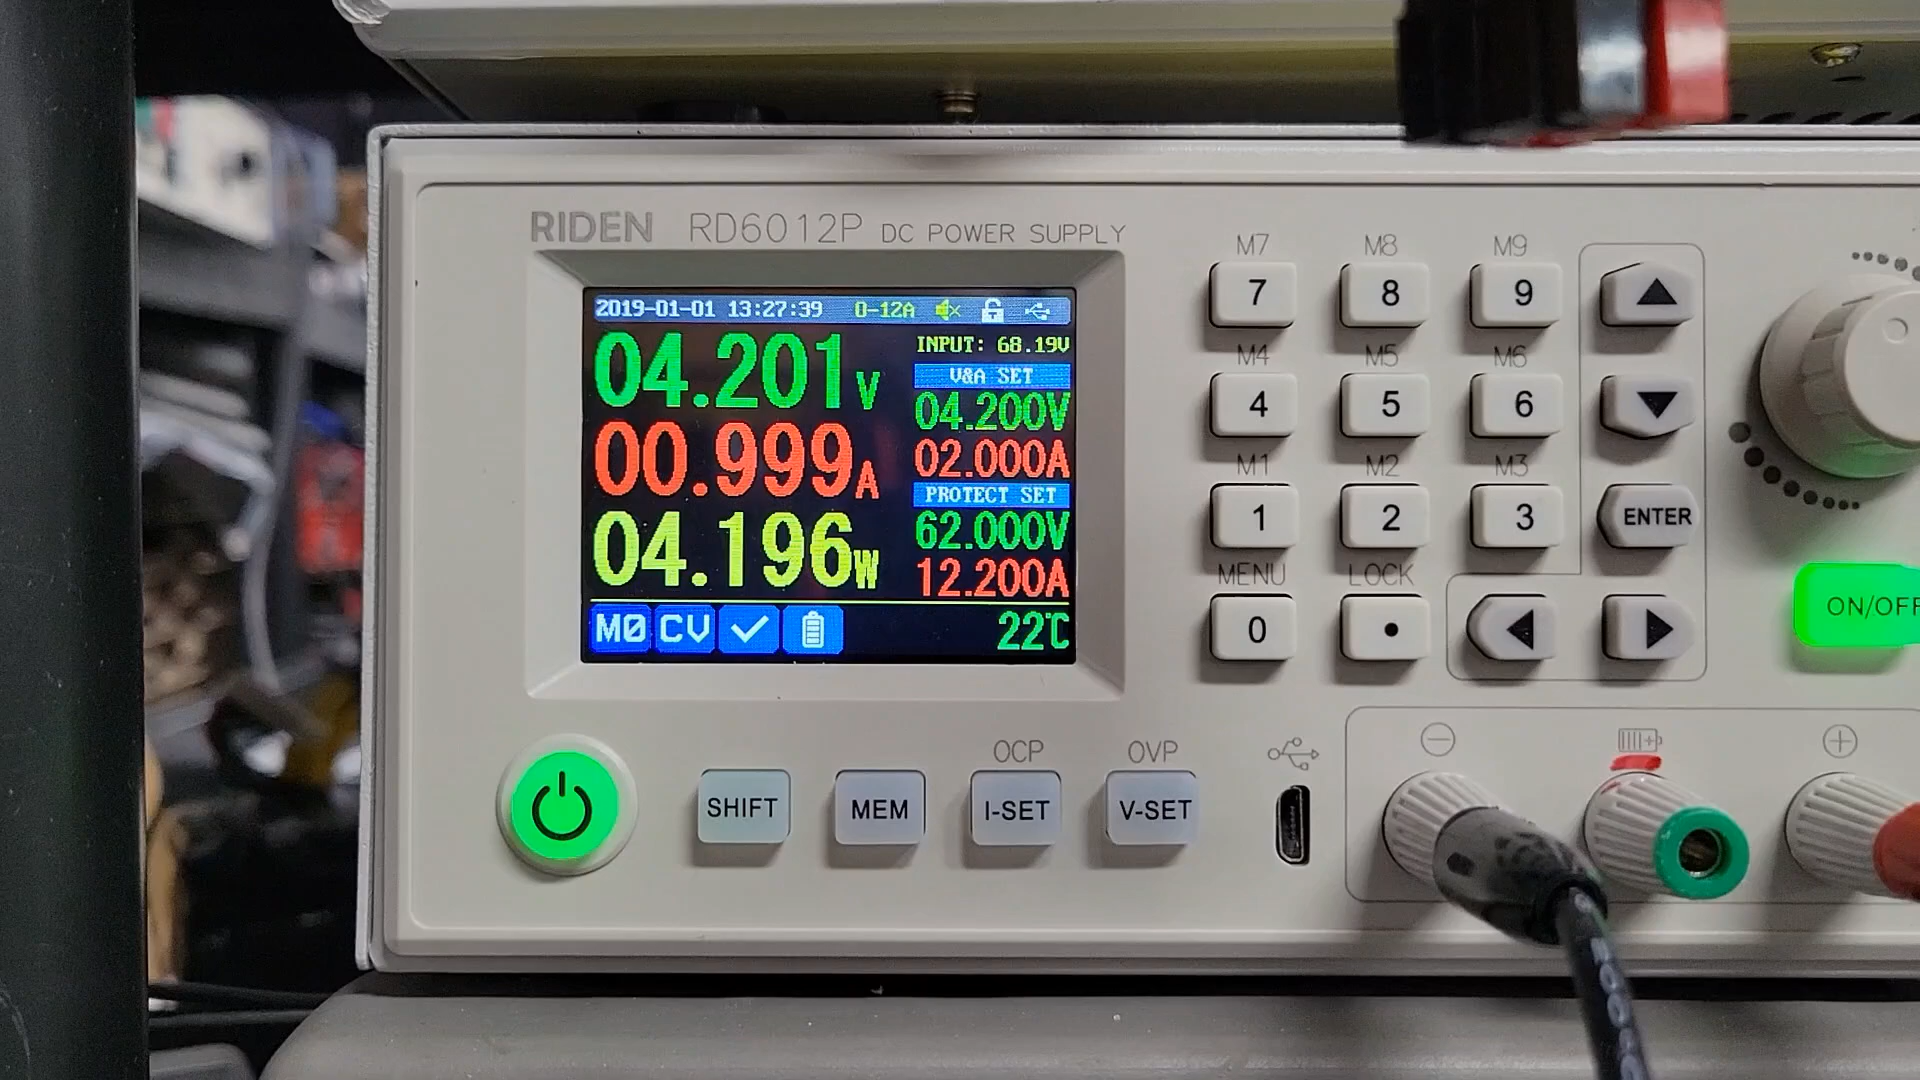 RIDEN RD6012P DC POWER SUPPLY
2019-01-01 13:27:39 0-12A
04.201V
00.999A
04.196W
INPUT: 68.19V
V&A SET
04.200V
02.000A
PROTECT SET
62.000V
12.200A
M0 CV
22℃
M7 M8 M9
7 8 9
M4 M5 M6
4 5 6
M1 M2 M3
1 2 3
ENTER
MENU LOCK
0 •
ON/OFF
OCP OVP
SHIFT MEM I-SET V-SET